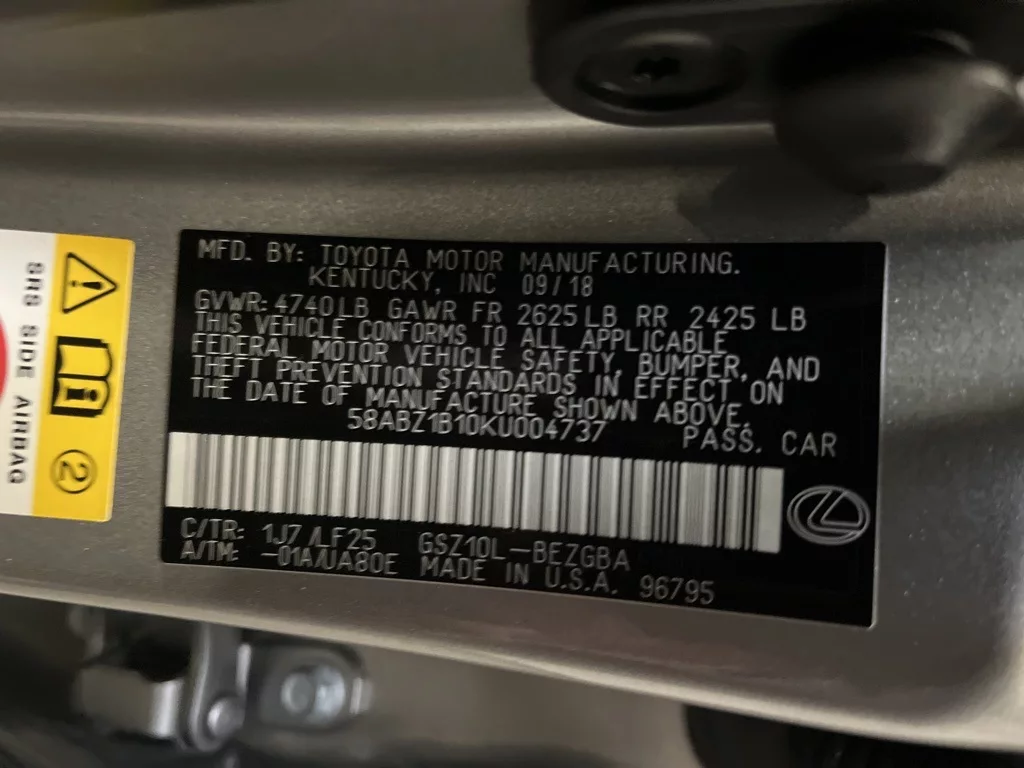 MFD. BY: TOYOTA MOTOR MANUFACTURING.
KENTUCKY, INC 09/18
GVWR: 4740LB GAWR FR 2625LB RR 2425 LB
THIS VEHICLE CONFORMS TO ALL APPLICABLE
FEDERAL MOTOR VEHICLE SAFETY, BUMPER, AND
THEFT PREVENTION STANDARDS IN EFFECT ON
THE DATE OF MANUFACTURE SHOWN ABOVE.
58ABZ1B10KU004737 PASS. CAR
C/TR: 1J7 /LF25 GSZ10L-BEZGBA
A/TM: -01A/UA80E MADE IN U.S.A. 96795
SRS SIDE AIRBAG
2